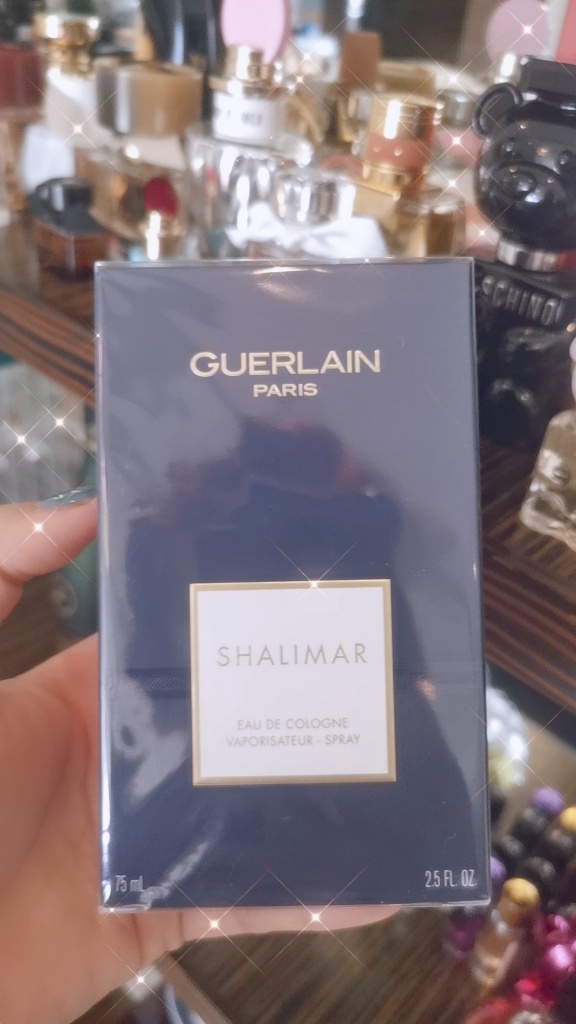 GUERLAIN
PARIS
SHALIMAR
EAU DE COLOGNE
VAPORISATEUR - SPRAY
75 mL
2.5 FL. OZ.